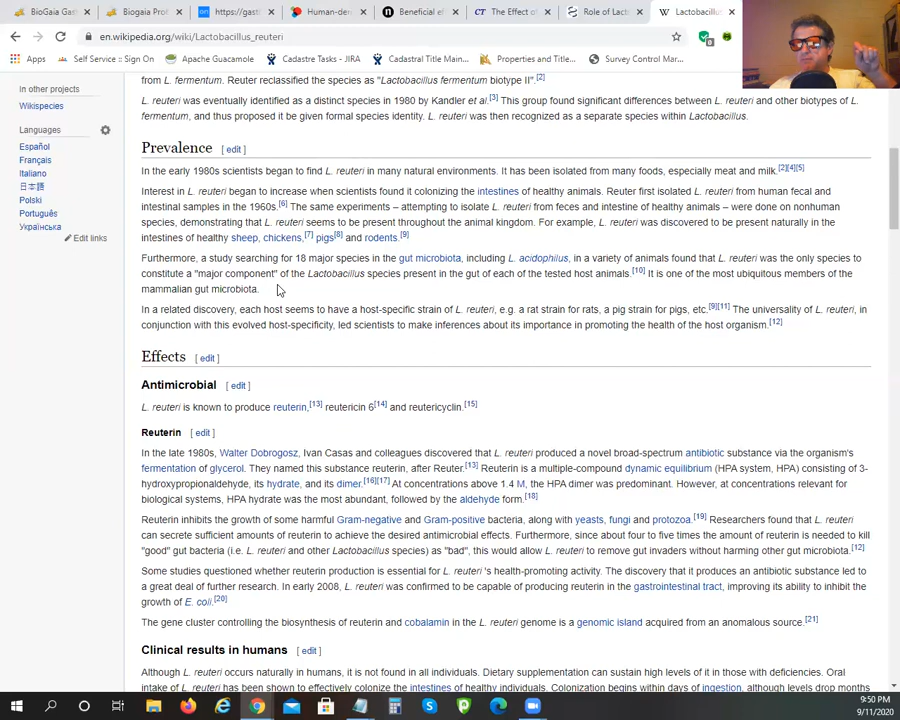 BioGaia Gast
Biogaia Prot
https://gasti
Human-der
Beneficial ef
The Effect o
Role of Lact
Lactobacillus
en.wikipedia.org/wiki/Lactobacillus_reuteri
Apps
Self Service :: Sign On
Apache Guacamole
Cadastre Tasks - JIRA
Cadastral Title Main...
Properties and Title...
Survey Control Mar...
In other projects
Wikispecies
Languages
Español
Français
Italiano
日本語
Polski
Português
Українська
Edit links
from L. fermentum. Reuter reclassified the species as "Lactobacillus fermentum biotype II".[2]
L. reuteri was eventually identified as a distinct species in 1980 by Kandler et al.[3] This group found significant differences between L. reuteri and other biotypes of L.
fermentum, and thus proposed it be given formal species identity. L. reuteri was then recognized as a separate species within Lactobacillus.
Prevalence [ edit ]
In the early 1980s scientists began to find L. reuteri in many natural environments. It has been isolated from many foods, especially meat and milk.[2][4][5]
Interest in L. reuteri began to increase when scientists found it colonizing the intestines of healthy animals. Reuter first isolated L. reuteri from human fecal and
intestinal samples in the 1960s.[6] The same experiments – attempting to isolate L. reuteri from feces and intestine of healthy animals – were done on nonhuman
species, demonstrating that L. reuteri seems to be present throughout the animal kingdom. For example, L. reuteri was discovered to be present naturally in the
intestines of healthy sheep, chickens,[7] pigs[8] and rodents.[9]
Furthermore, a study searching for 18 major species of gut microbiota, including L. acidophilus, in a variety of animals found that L. reuteri was the only species to
constitute a "major component" of the Lactobacillus species present in the gut of each of the tested host animals.[10] It is one of the most ubiquitous members of the
mammalian gut microbiota.
In a related discovery, each host seems to have a host-specific strain of L. reuteri, e.g. a rat strain for rats, a pig strain for pigs, etc.[9][11] The universality of L. reuteri, in
conjunction with this evolved host-specificity, led scientists to make inferences about its importance in promoting the health of the host organism.[12]
Effects [ edit ]
Antimicrobial [ edit ]
L. reuteri is known to produce reuterin,[13] reutericin 6[14] and reutericyclin.[15]
Reuterin [ edit ]
In the late 1980s, Walter Dobrogosz, Ivan Casas and colleagues discovered that L. reuteri produced a novel broad-spectrum antibiotic substance via the organism's
fermentation of glycerol. They named this substance reuterin, after Reuter.[13] Reuterin is a multiple-compound dynamic equilibrium (HPA system, HPA) consisting of 3-
hydroxypropionaldehyde, its hydrate, and its dimer.[16][17] At concentrations above 1.4 M, the HPA dimer was predominant. However, at concentrations relevant for
biological systems, HPA hydrate was the most abundant, followed by the aldehyde form.[18]
Reuterin inhibits the growth of some harmful Gram-negative and Gram-positive bacteria, along with yeasts, fungi and protozoa.[19] Researchers found that L. reuteri
can secrete sufficient amounts of reuterin to achieve the desired antimicrobial effects. Furthermore, since about four to five times the amount of reuterin is needed to kill
"good" gut bacteria (i.e. L. reuteri and other Lactobacillus species) as "bad", this would allow L. reuteri to remove gut invaders without harming other gut microbiota.[12]
Some studies questioned whether reuterin production is essential for L. reuteri 's health-promoting activity. The discovery that it produces an antibiotic substance led to
a great deal of further research. In early 2008, L. reuteri was confirmed to be capable of producing reuterin in the gastrointestinal tract, improving its ability to inhibit the
growth of E. coli.[20]
The gene cluster controlling the biosynthesis of reuterin and cobalamin in the L. reuteri genome is a genomic island acquired from an anomalous source.[21]
Clinical results in humans [ edit ]
Although L. reuteri occurs naturally in humans, it is not found in all individuals. Dietary supplementation can sustain high levels of it in those with deficiencies. Oral
intake of L. reuteri has been shown to effectively colonize the intestines of healthy individuals. Colonization begins within days of ingestion, although levels drop months
9:50 PM
9/11/2020